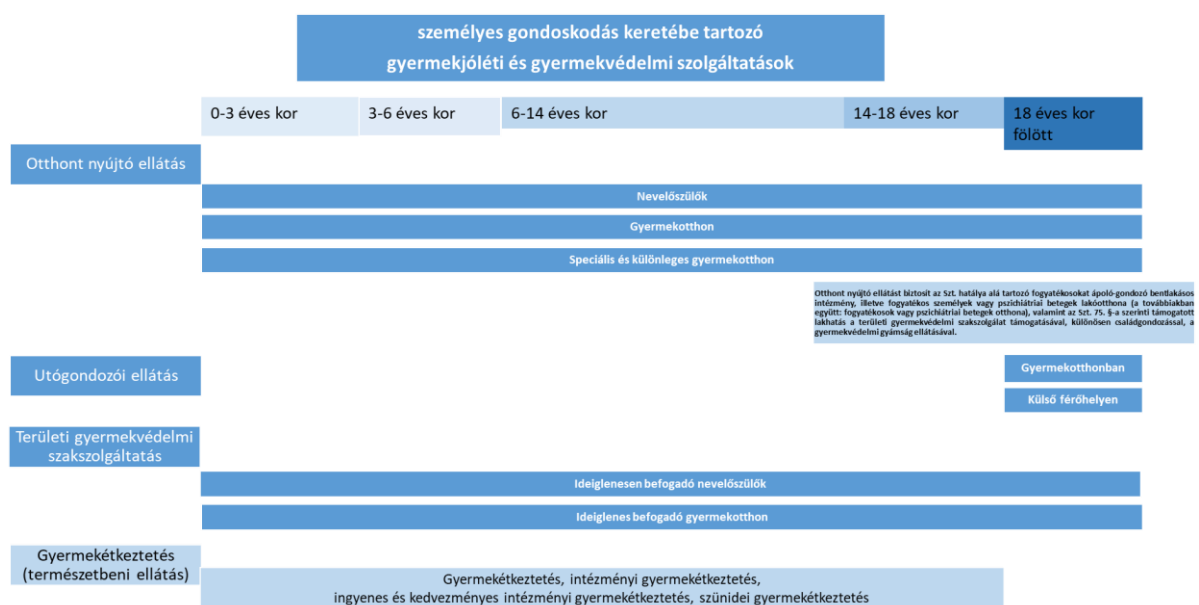 személyes gondoskodás keretébe tartozó
gyermekjóléti és gyermekvédelmi szolgáltatások
0-3 éves kor
3-6 éves kor
6-14 éves kor
14-18 éves kor
18 éves kor
fölött
Otthont nyújtó ellátás
Nevelőszülők
Gyermekotthon
Speciális és különleges gyermekotthon
Otthont nyújtó ellátást biztosít az Szt. hatálya alá tartozó fogyatékosokat ápoló-gondozó bentlakásos
intézmény, illetve fogyatékos személyek vagy pszichiátriai betegek lakóotthona (a továbbiakban
együtt: fogyatékosok vagy pszichiátriai betegek otthona), valamint az Szt. 75. §-a szerinti támogatott
lakhatás a területi gyermekvédelmi szakszolgálat támogatásával, különösen családgondozással, a
gyermekvédelmi gyámság ellátásával.
Utógondozói ellátás
Gyermekotthonban
Külső férőhelyen
Területi gyermekvédelmi
szakszolgáltatás
Ideiglenesen befogadó nevelőszülők
Ideiglenes befogadó gyermekotthon
Gyermekétkeztetés
(természetbeni ellátás)
Gyermekétkeztetés, intézményi gyermekétkeztetés,
ingyenes és kedvezményes intézményi gyermekétkeztetés, szünidei gyermekétkeztetés